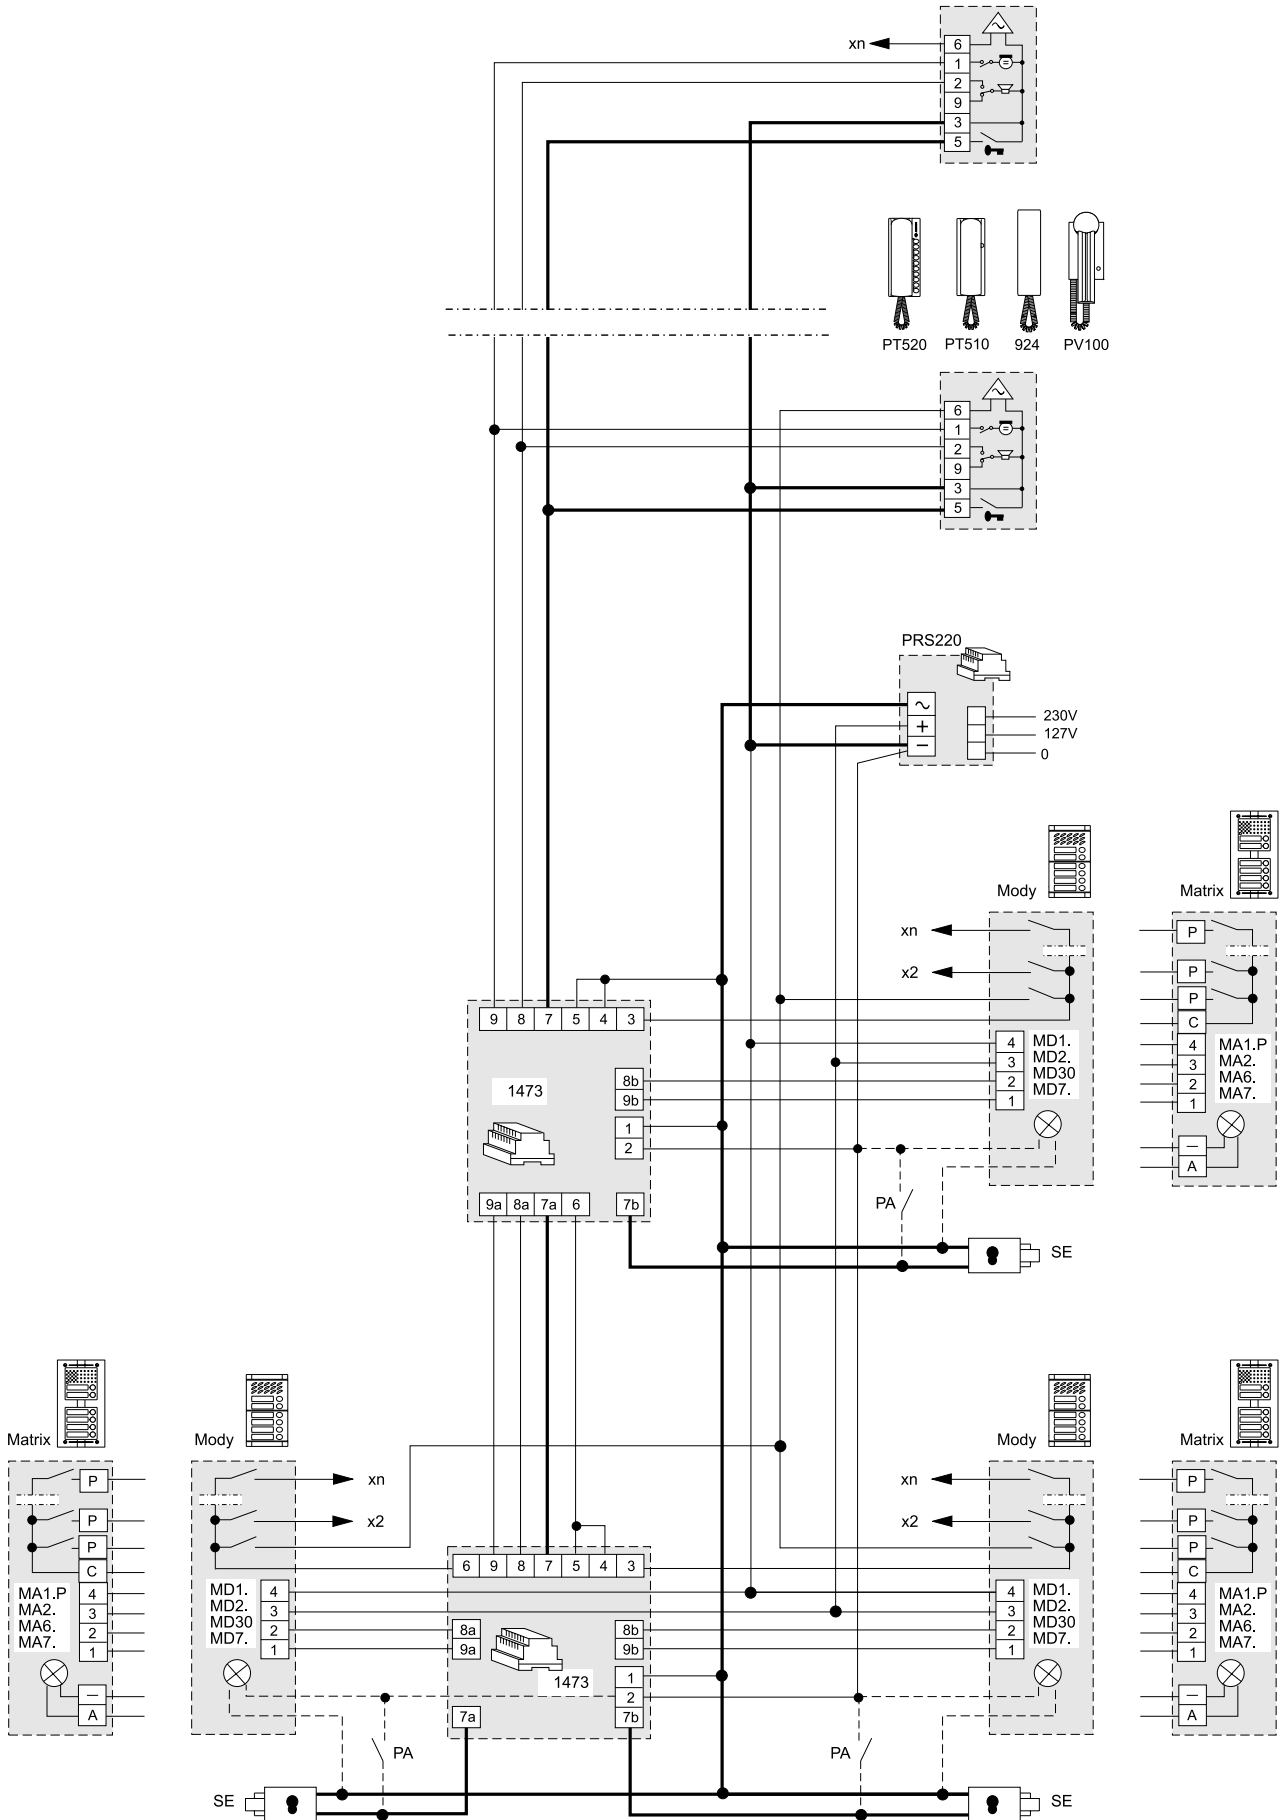 xn
6
1
2
9
3
5
PT520 PT510 924 PV100
6
1
2
9
3
5
PRS220
~
+
−
230V
127V
0
Mody
Matrix
xn
x2
P
P
P
C
9 8 7 5 4 3
1473
8b
9b
1
2
9a 8a 7a 6 7b
4
3
2
1
MD1.
MD2.
MD30
MD7.
4
3
2
1
MA1.P
MA2.
MA6.
MA7.
—
A
PA
SE
Matrix
Mody
Mody
Matrix
P
P
P
C
MA1.P
MA2.
MA6.
MA7.
4
3
2
1
—
A
xn
x2
MD1.
MD2.
MD30
MD7.
4
3
2
1
6 9 8 7 5 4 3
8a
9a
8b
9b
1473
1
2
7b
7a
xn
x2
4
3
2
1
MD1.
MD2.
MD30
MD7.
P
P
P
C
4
3
2
1
MA1.P
MA2.
MA6.
MA7.
—
A
PA
PA
SE
SE